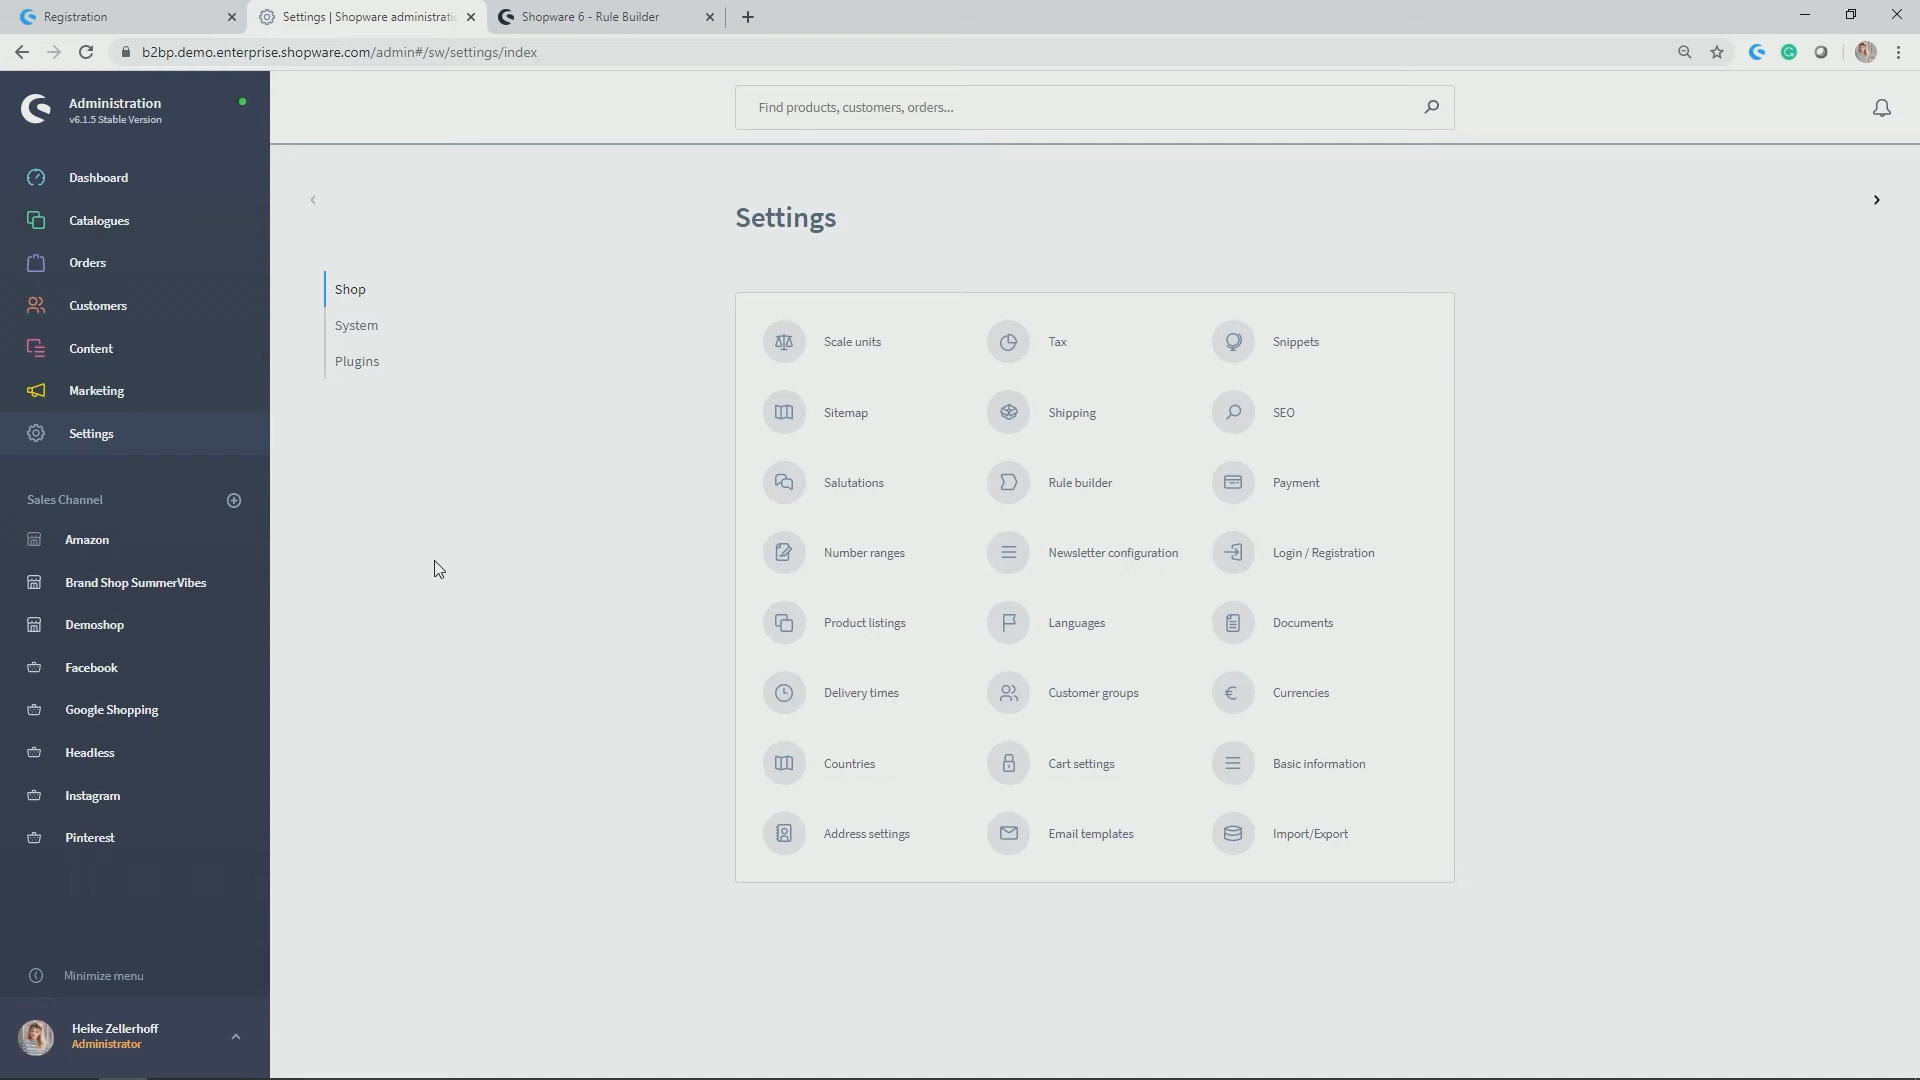 Registration
Settings | Shopware administratic
Shopware 6 - Rule Builder
b2bp.demo.enterprise.shopware.com/admin#/sw/settings/index
Administration
v6.1.5 Stable Version
Find products, customers, orders...
Dashboard
Catalogues
Orders
Customers
Content
Marketing
Settings
Sales Channel
Amazon
Brand Shop SummerVibes
Demoshop
Facebook
Google Shopping
Headless
Instagram
Pinterest
Minimize menu
Heike Zellerhoff
Administrator
Settings
Shop
System
Plugins
Scale units
Tax
Snippets
Sitemap
Shipping
SEO
Salutations
Rule builder
Payment
Number ranges
Newsletter configuration
Login / Registration
Product listings
Languages
Documents
Delivery times
Customer groups
Currencies
Countries
Cart settings
Basic information
Address settings
Email templates
Import/Export